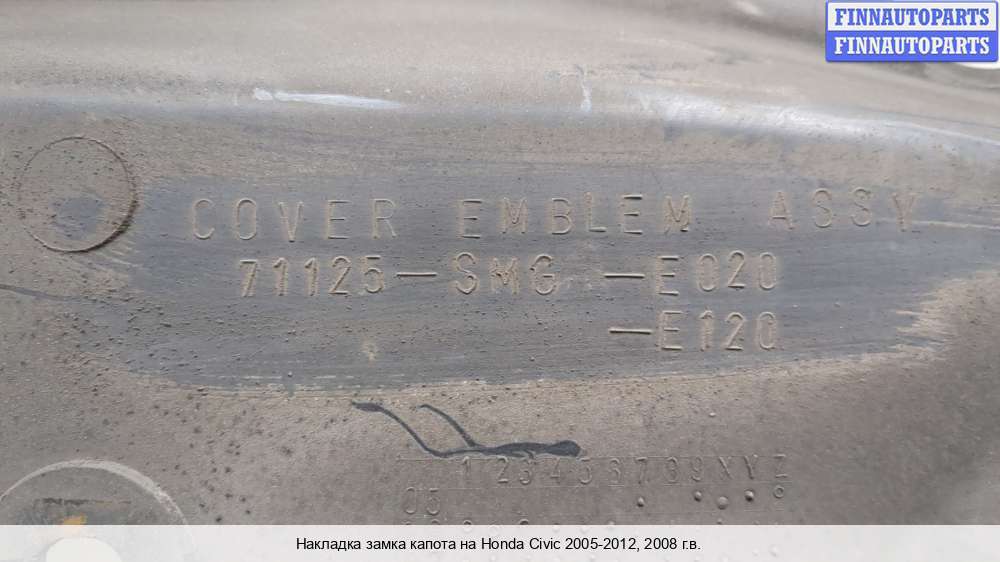 FINNAUTOPARTS
FINNAUTOPARTS
COVER EMBLEM ASSY
71125-SMG -E020
-E120
1 2 3 4 5 6 7 8 9 X Y Z
05
Накладка замка капота на Honda Civic 2005-2012, 2008 г.в.